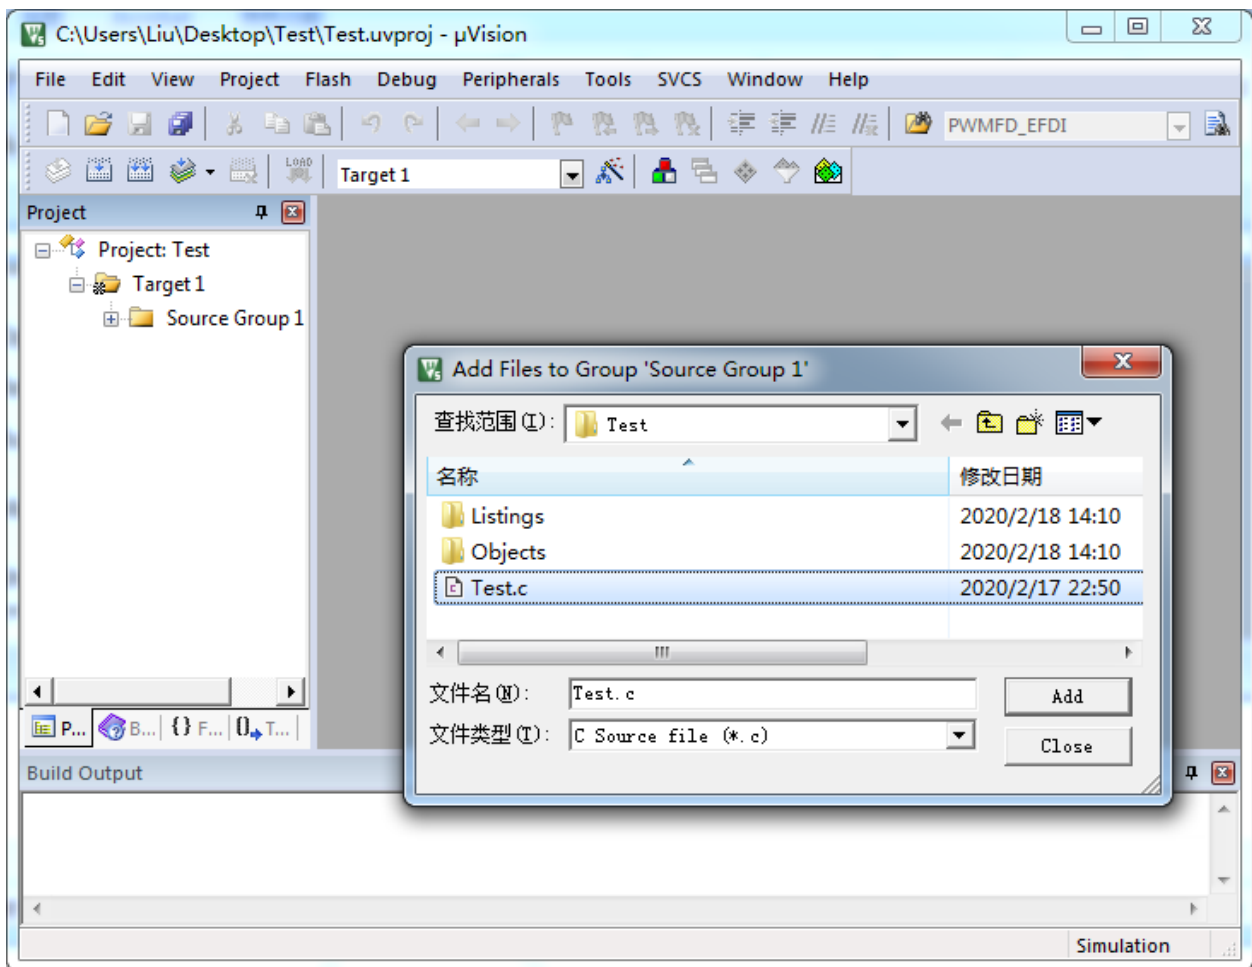 C:\Users\Liu\Desktop\Test\Test.uvproj - µVision
File Edit View Project Flash Debug Peripherals Tools SVCS Window Help
PWMFD_EFDI
LOAD Target 1
Project
Project: Test
Target 1
Source Group 1
Add Files to Group 'Source Group 1'
查找范围(I): Test
名称 修改日期
Listings 2020/2/18 14:10
Objects 2020/2/18 14:10
Test.c 2020/2/17 22:50
文件名(N): Test.c Add
文件类型(T): C Source file (*.c) Close
P... B... {} F... 0 T...
Build Output
Simulation